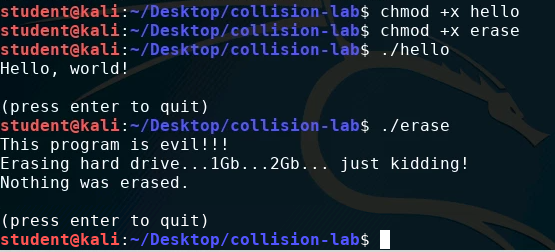 student@kali:~/Desktop/collision-lab$ chmod +x hello
student@kali:~/Desktop/collision-lab$ chmod +x erase
student@kali:~/Desktop/collision-lab$ ./hello
Hello, world!

(press enter to quit)
student@kali:~/Desktop/collision-lab$ ./erase
This program is evil!!!
Erasing hard drive...1Gb...2Gb... just kidding!
Nothing was erased.

(press enter to quit)
student@kali:~/Desktop/collision-lab$